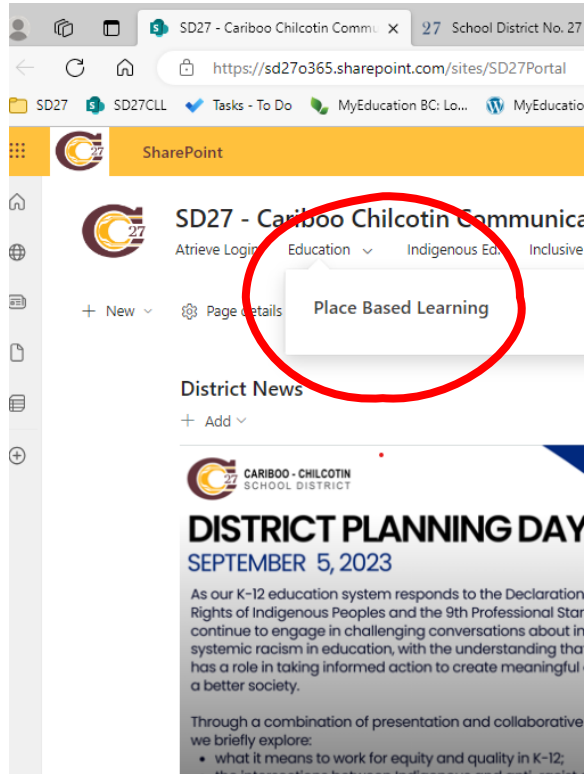 SD27 - Cariboo Chilcotin Commu
27 School District No. 27
https://sd27o365.sharepoint.com/sites/SD27Portal
SD27 SD27CLL Tasks - To Do MyEducation BC: Lo... MyEducatio
27 SharePoint
27
SD27 - Cariboo Chilcotin Communica
Atrieve Login Education Indigenous Ed. Inclusive
+ New Page details Place Based Learning
District News
+ Add
27 CARIBOO - CHILCOTIN
SCHOOL DISTRICT
DISTRICT PLANNING DAY
SEPTEMBER 5, 2023
As our K-12 education system responds to the Declaration
Rights of Indigenous Peoples and the 9th Professional Star
continue to engage in challenging conversations about in
systemic racism in education, with the understanding tha
has a role in taking informed action to create meaningful
a better society.
Through a combination of presentation and collaborative
we briefly explore:
• what it means to work for equity and quality in K-12;